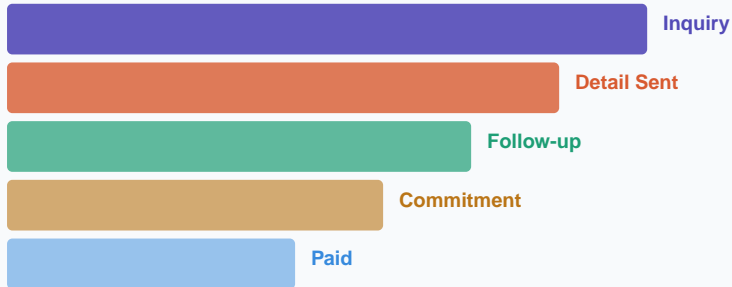 Inquiry
Detail Sent
Follow-up
Commitment
Paid